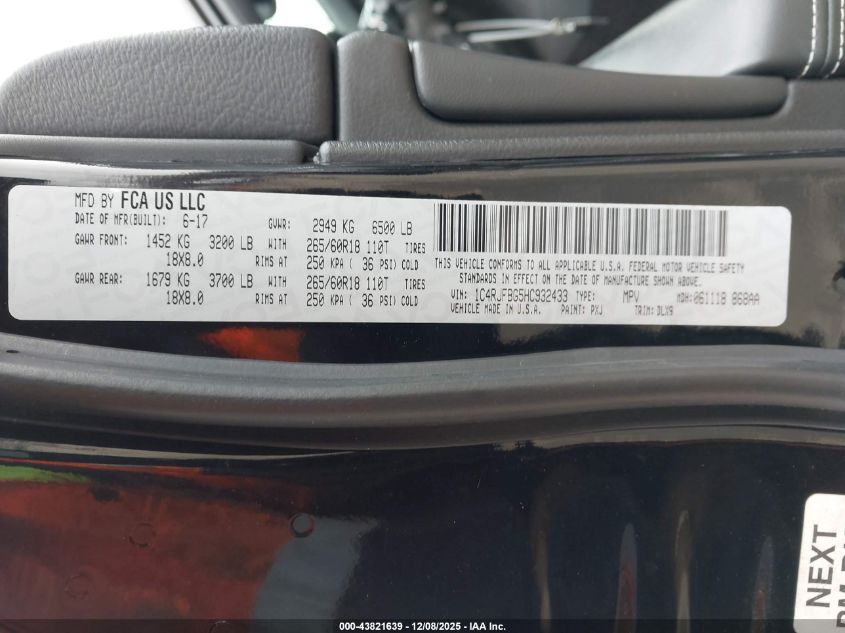 MFD BY FCA US LLC
DATE OF MFR(BUILT): 6-17 GVWR: 2949 KG 6500 LB
GAWR FRONT: 1452 KG 3200 LB WITH 265/60R18 110T TIRES
18X8.0 RIMS AT 250 KPA ( 36 PSI) COLD
GAWR REAR: 1679 KG 3700 LB WITH 265/60R18 110T TIRES
18X8.0 RIMS AT 250 KPA ( 36 PSI) COLD
THIS VEHICLE CONFORMS TO ALL APPLICABLE U.S.A. FEDERAL MOTOR VEHICLE SAFETY
STANDARDS IN EFFECT ON THE DATE OF MANUFACTURE SHOWN ABOVE.
VIN: 1C4RJFBG5HC932433 TYPE: MPV MDH: 061118 868AA
VEHICLE MADE IN U.S.A. PAINT: PXJ TRIM: DLX9
NEXT
000-43821639 - 12/08/2025 - IAA Inc.